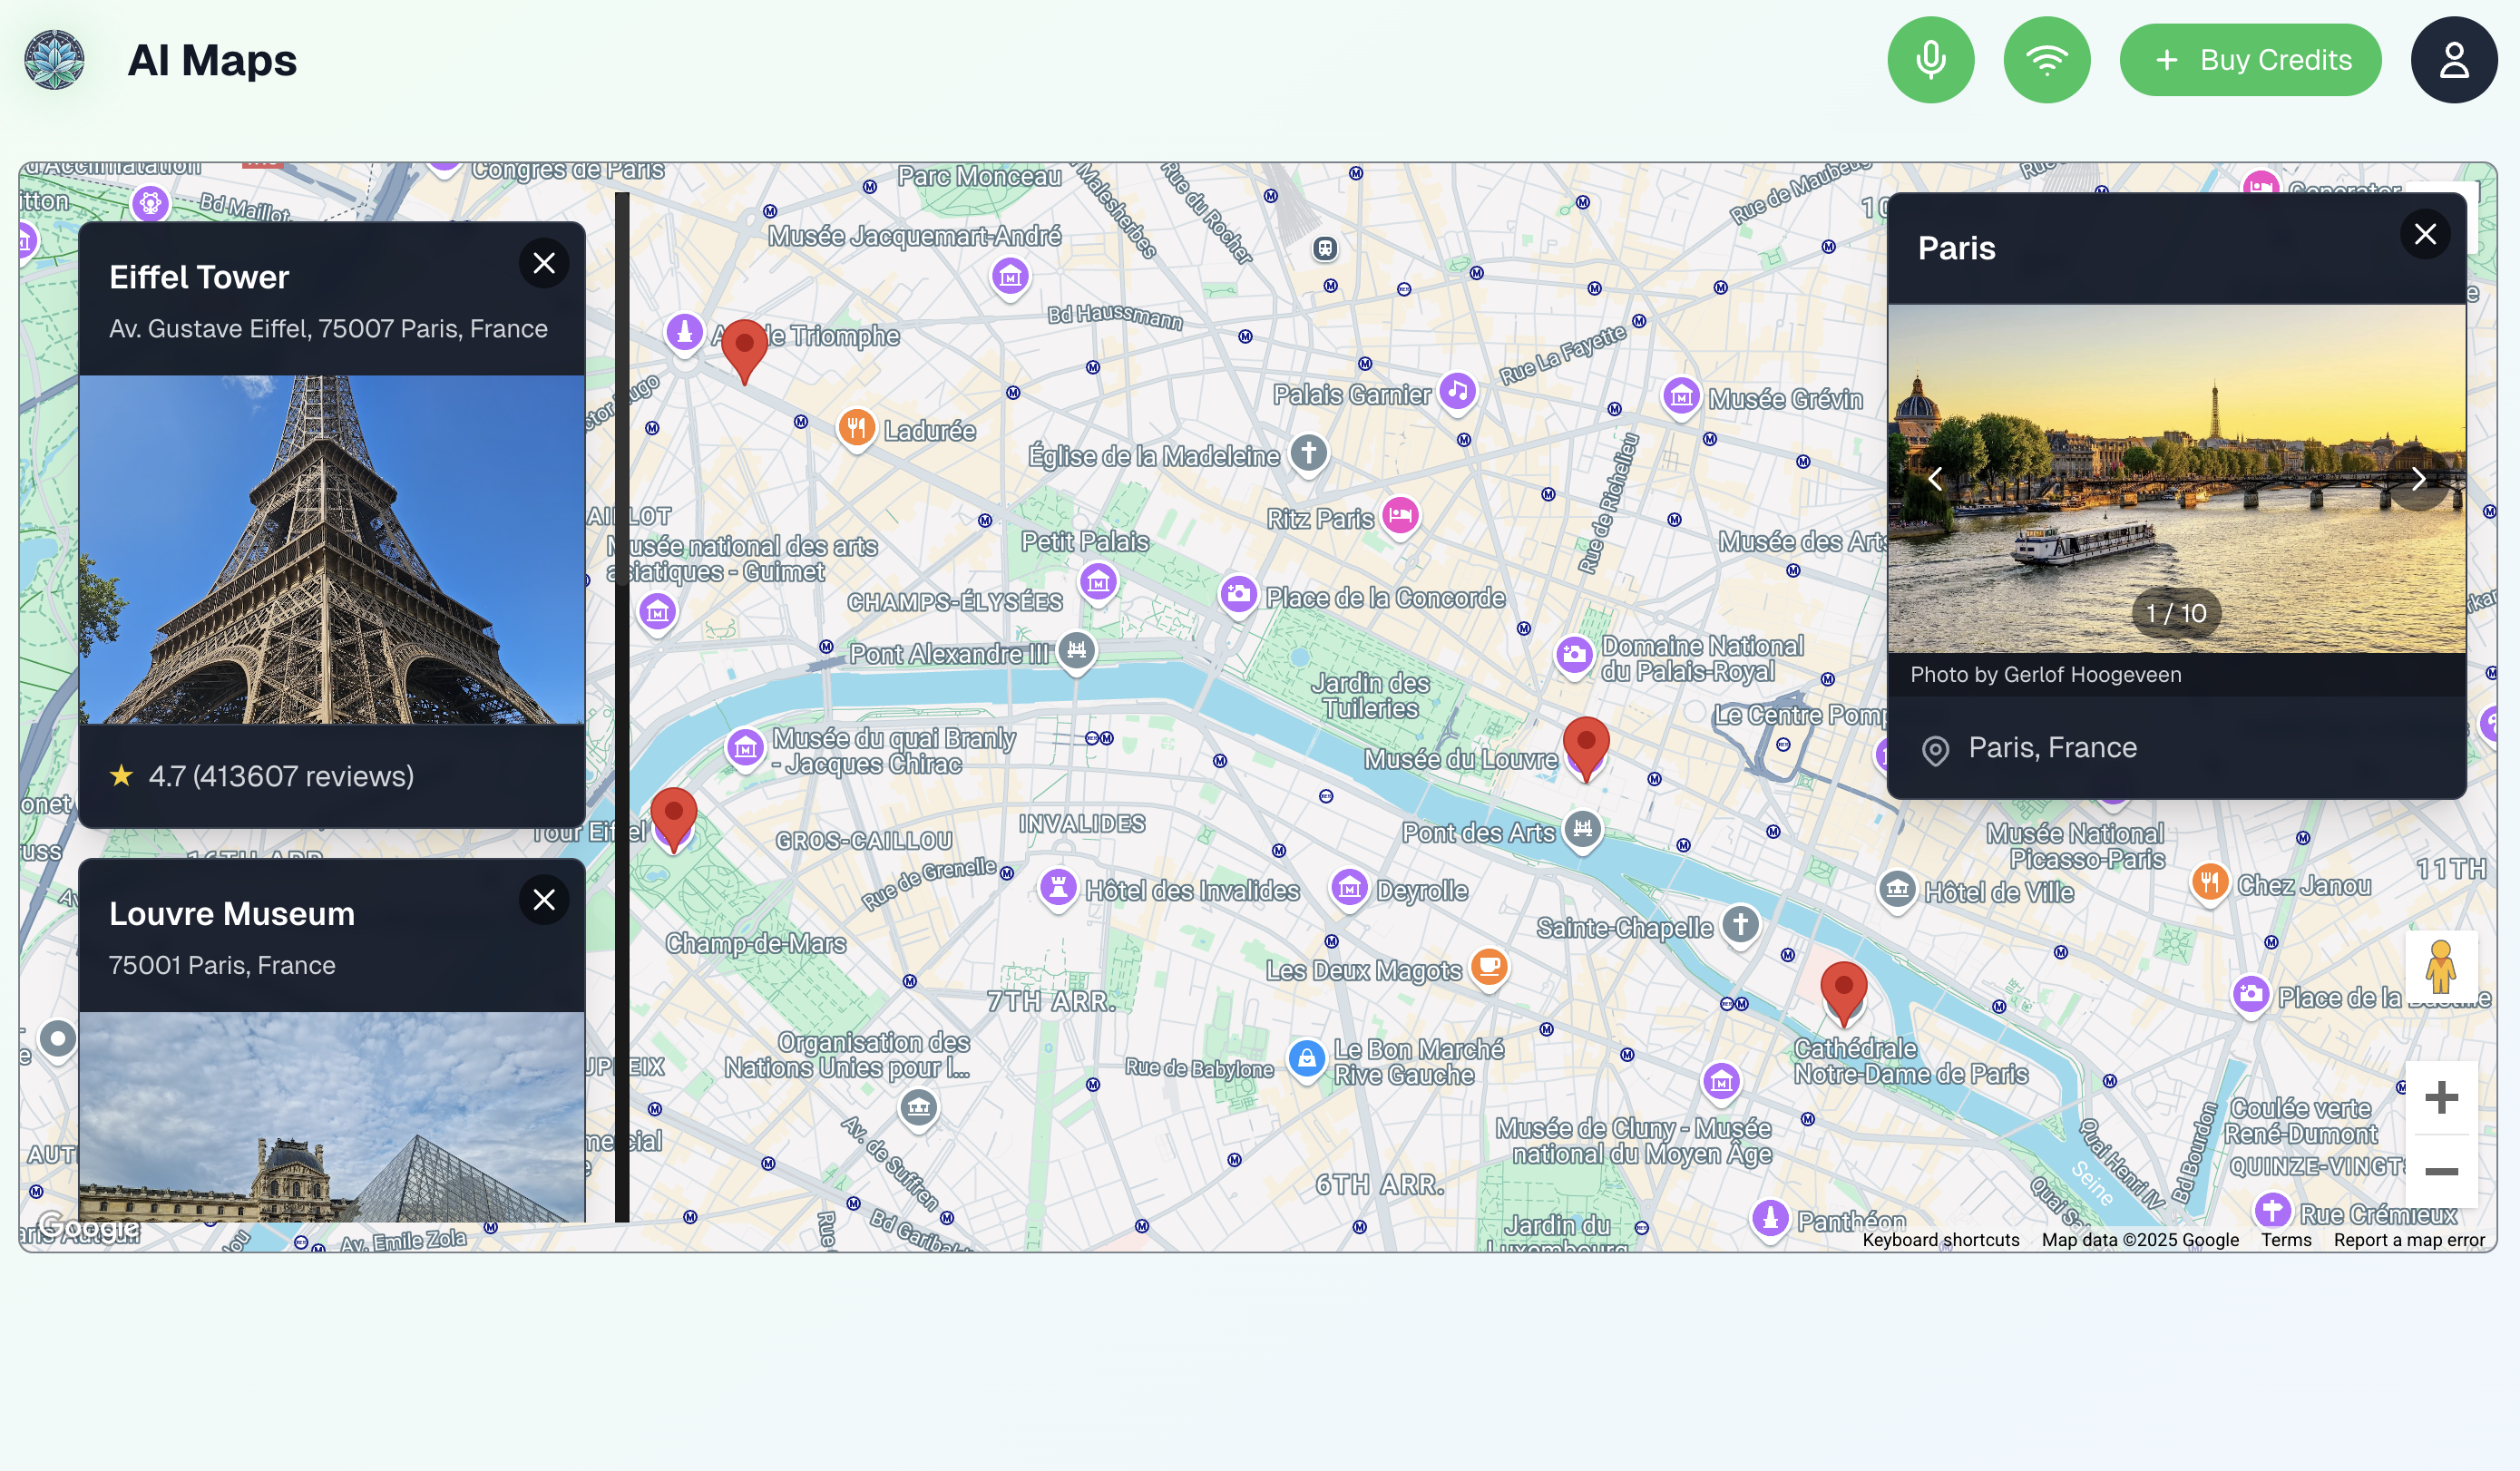 AI Maps
Buy Credits
d'Acclimatation
Congrès de Paris
Bd Maillot
Parc Monceau
Malesherbes
Rue du Rocher
Rue de Maubeuge
Generator
Eiffel Tower
Av. Gustave Eiffel, 75007 Paris, France
4.7 (413607 reviews)
Louvre Museum
75001 Paris, France
Musée Jacquemart-André
Bd Haussmann
de Triomphe
Ladurée
Palais Garnier
Rue La Fayette
Musée Grévin
Église de la Madeleine
Ritz Paris
Rue de Richelieu
Musée des Arts
Musée national des arts
asiatiques - Guimet
Petit Palais
CHAMPS-ÉLYSÉES
Place de la Concorde
Pont Alexandre III
Domaine National
du Palais-Royal
Jardin des
Tuileries
Le Centre Pomp
Musée du quai Branly
- Jacques Chirac
Musée du Louvre
Tour Eiffel
GROS-CAILLOU
INVALIDES
Pont des Arts
Rue de Grenelle
Hôtel des Invalides
Deyrolle
Champ-de-Mars
Sainte-Chapelle
Les Deux Magots
7TH ARR.
Organisation des
Nations Unies pour l...
Rue de Babylone
Le Bon Marché
Rive Gauche
Cathédrale
Notre-Dame de Paris
Av. de Suffren
Musée de Cluny - Musée
national du Moyen Âge
6TH ARR.
Jardin du
Luxembourg
Panthéon
Av. Emile Zola
Google
Paris
1 / 10
Photo by Gerlof Hoogeveen
Paris, France
Musée National
Picasso-Paris
11TH
Hôtel de Ville
Chez Janou
Place de la Bastille
Coulée verte
René-Dumont
QUINZE-VINGTS
Quai Henri IV
Bd Bourdon
Seine
Rue Crémieux
Keyboard shortcuts
Map data ©2025 Google
Terms
Report a map error